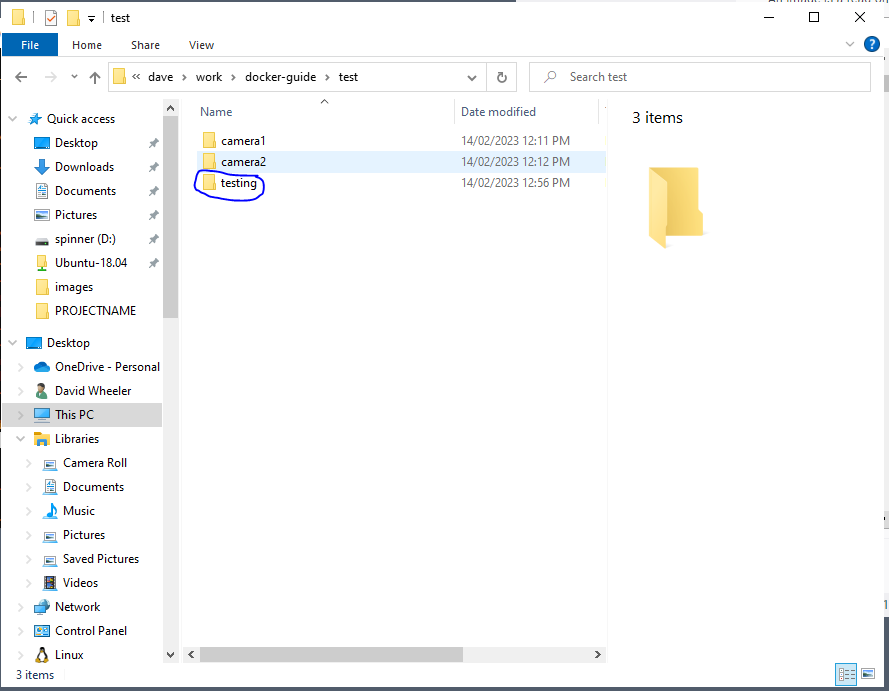 test
File Home Share View
« dave > work > docker-guide > test
Search test
Name Date modified
3 items
Quick access
Desktop
Downloads
Documents
Pictures
spinner (D:)
Ubuntu-18.04
images
PROJECTNAME
Desktop
OneDrive - Personal
David Wheeler
This PC
Libraries
Camera Roll
Documents
Music
Pictures
Saved Pictures
Videos
Network
Control Panel
Linux
camera1 14/02/2023 12:11 PM
camera2 14/02/2023 12:12 PM
testing 14/02/2023 12:56 PM
3 items